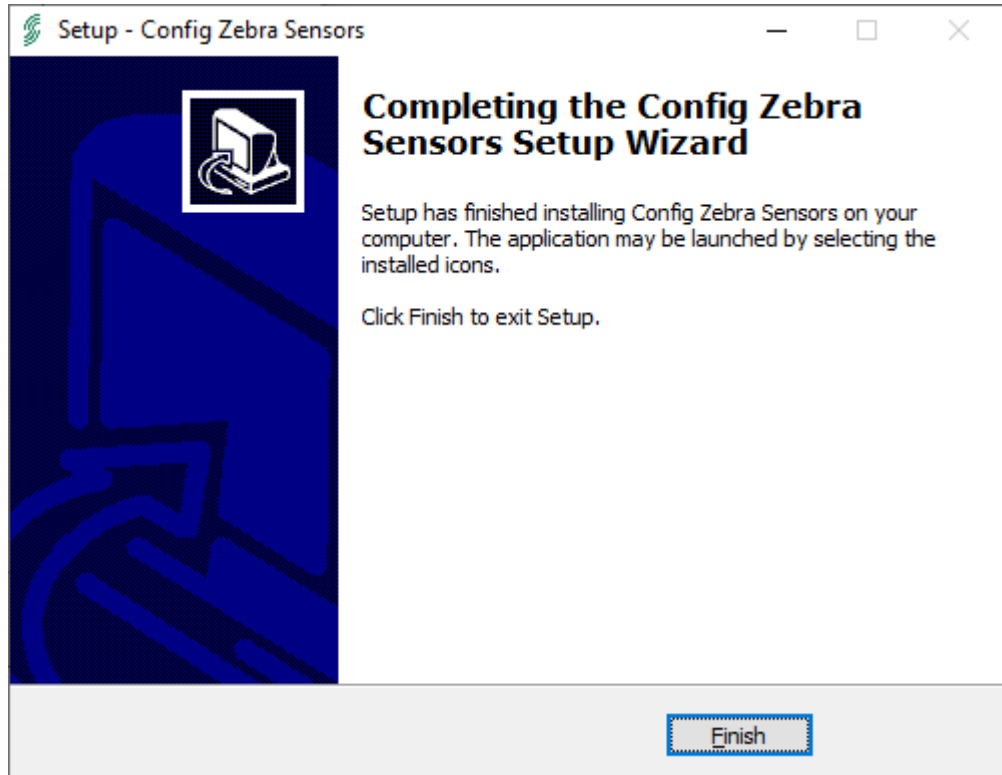 Setup - Config Zebra Sensors
Completing the Config Zebra
Sensors Setup Wizard
Setup has finished installing Config Zebra Sensors on your
computer. The application may be launched by selecting the
installed icons.
Click Finish to exit Setup.
Finish